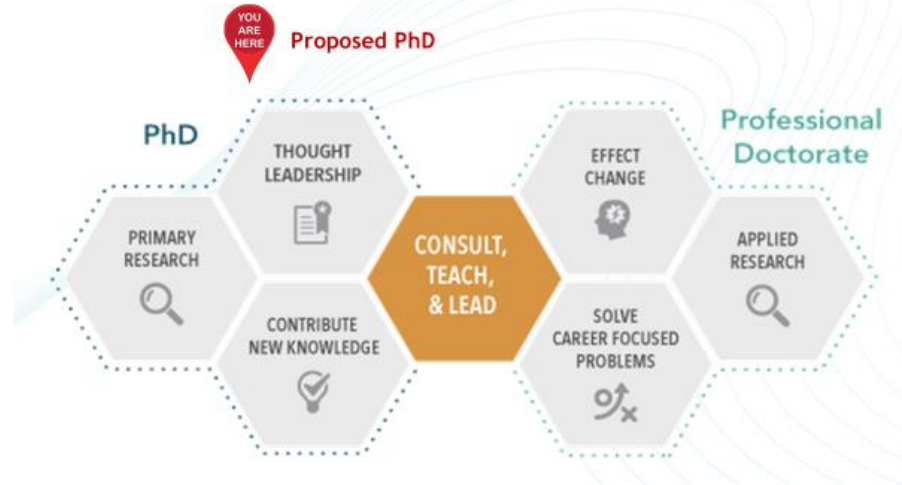 YOU
ARE
HERE
Proposed PhD
PhD
Professional
Doctorate
THOUGHT
LEADERSHIP
EFFECT
CHANGE
PRIMARY
RESEARCH
CONSULT,
TEACH,
& LEAD
APPLIED
RESEARCH
CONTRIBUTE
NEW KNOWLEDGE
SOLVE
CAREER FOCUSED
PROBLEMS